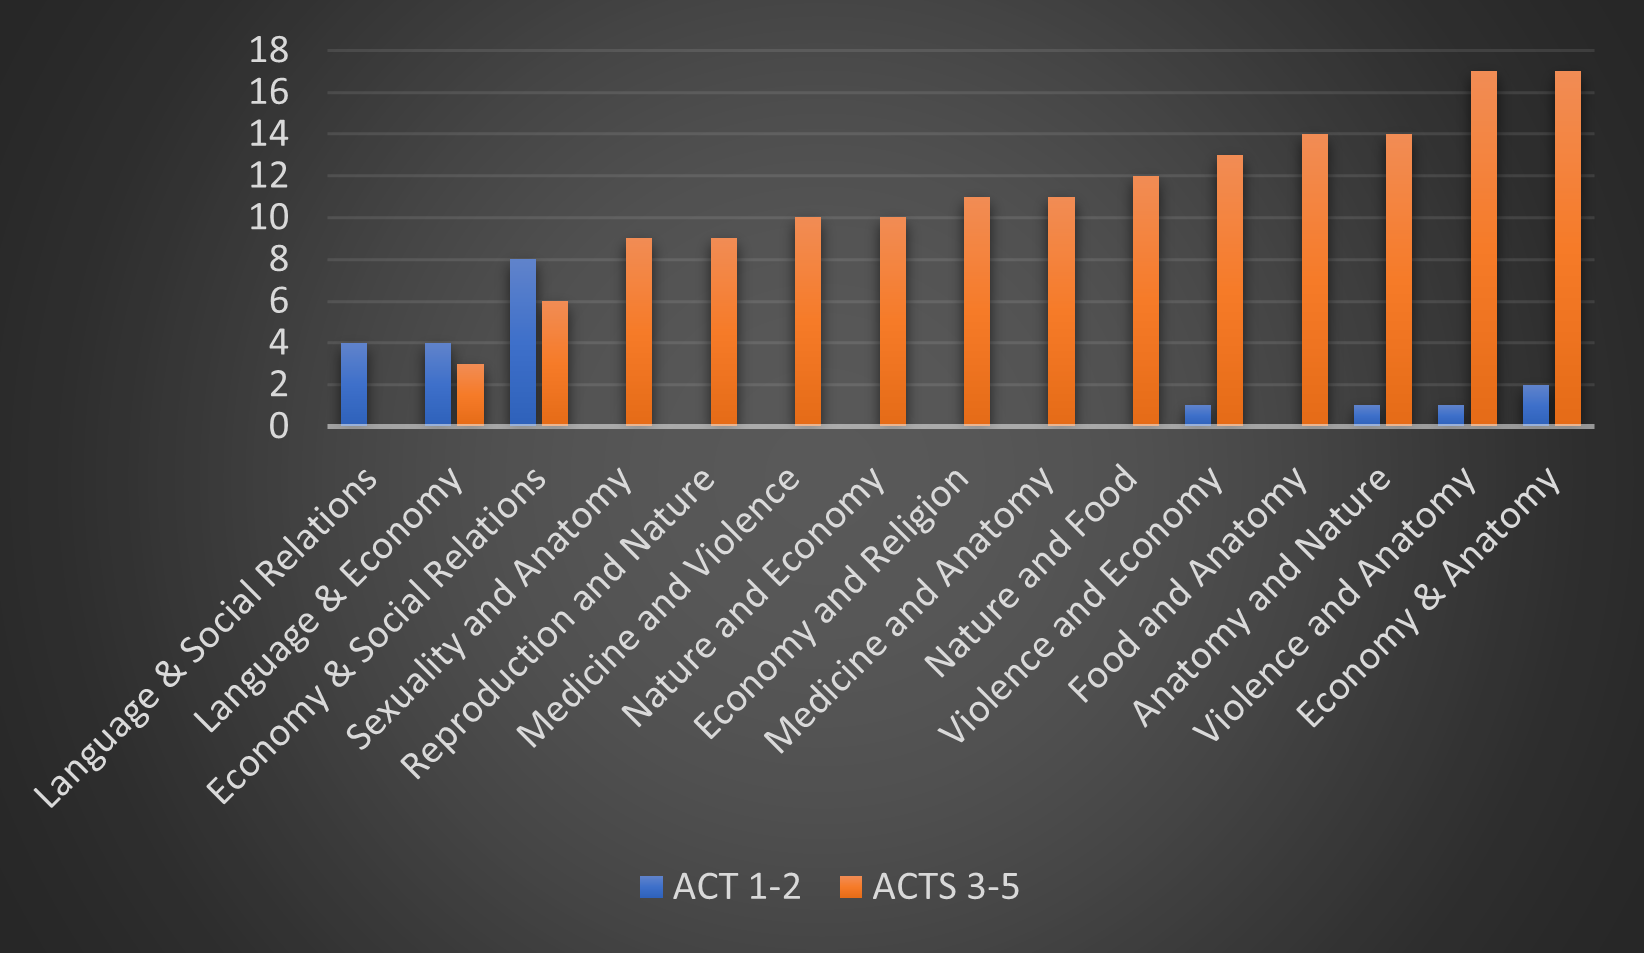 18
16
14
12
10
8
6
4
2
0
Language & Social Relations
Language & Economy
Economy & Social Relations
Sexuality and Anatomy
Reproduction and Nature
Medicine and Violence
Nature and Economy
Economy and Religion
Medicine and Anatomy
Nature and Food
Violence and Economy
Food and Anatomy
Anatomy and Nature
Violence and Anatomy
Economy & Anatomy
ACT 1-2
ACTS 3-5